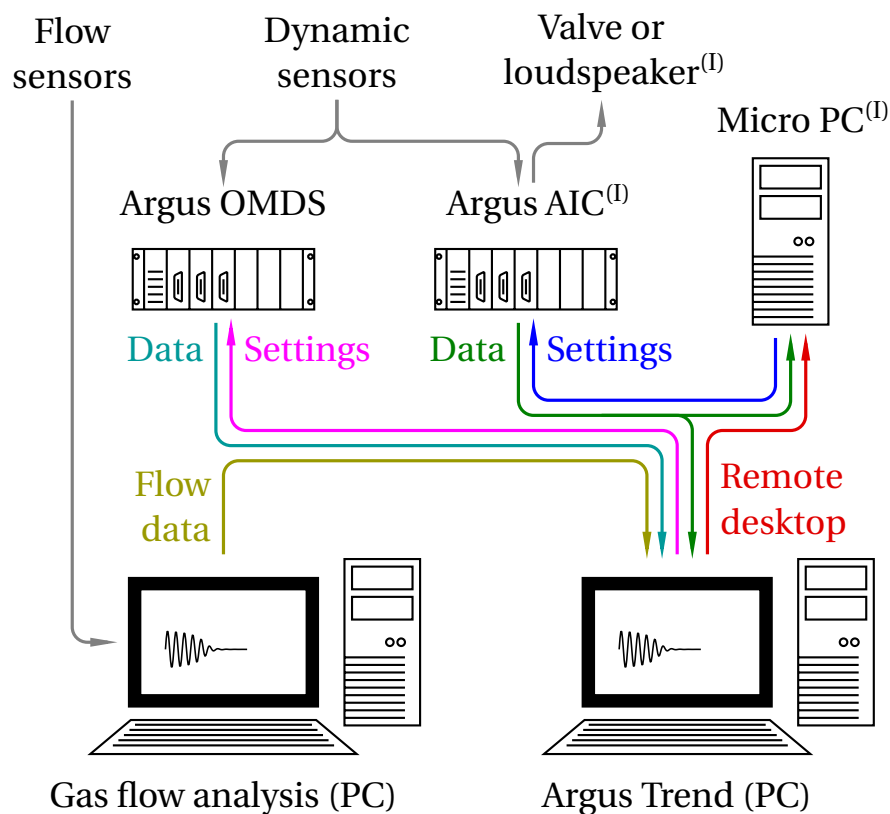 Flow
sensors
Dynamic
sensors
Valve or
loudspeaker(I)
Micro PC(I)
Argus OMDS
Argus AIC(I)
Data
Settings
Data
Settings
Flow
data
Remote
desktop
Gas flow analysis (PC)
Argus Trend (PC)